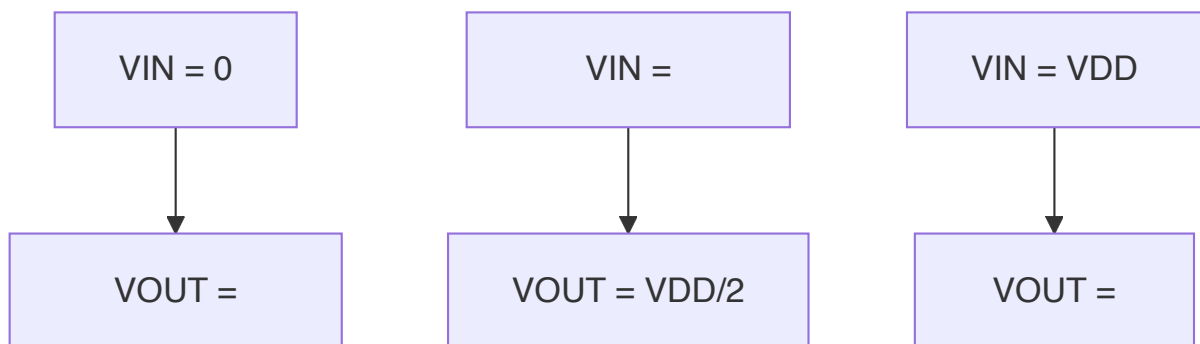 VIN = 0
VIN =
VIN = VDD
VOUT =
VOUT = VDD/2
VOUT =